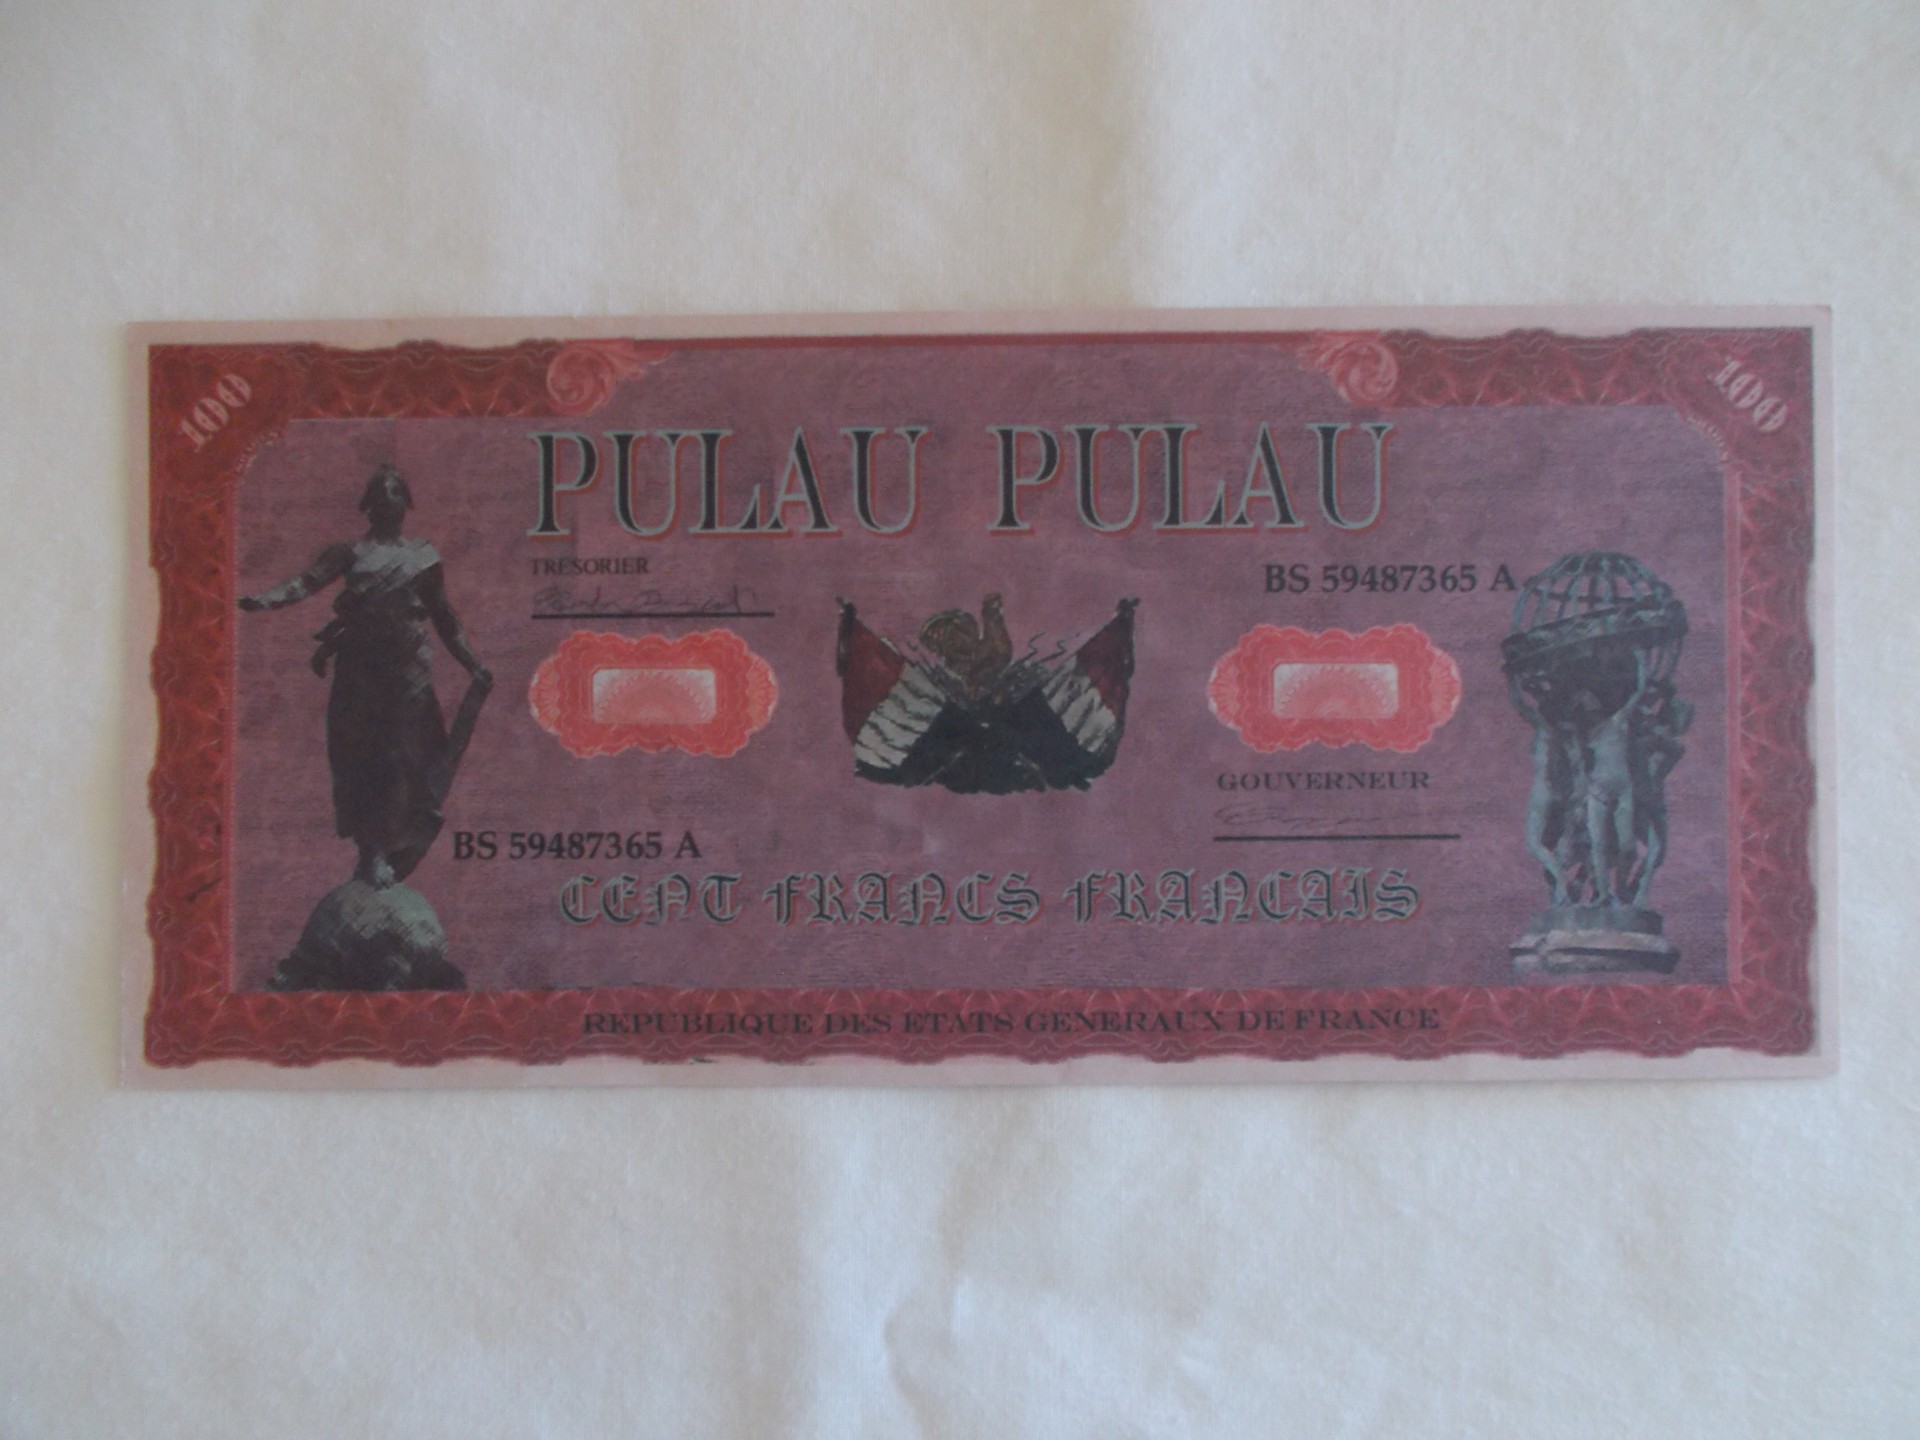 100
100
PULAU PULAU
TRESORIER
BS 59487365 A
GOUVERNEUR
BS 59487365 A
CENT FRANCS FRANCAIS
REPUBLIQUE DES ETATS GENERAUX DE FRANCE